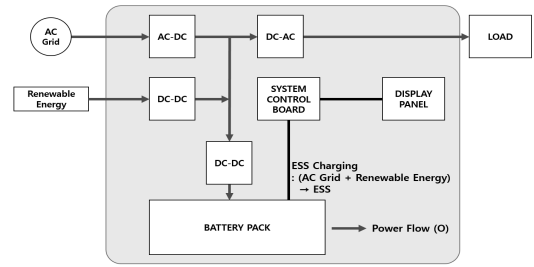 AC
Grid
AC-DC
DC-AC
LOAD
Renewable
Energy
DC-DC
SYSTEM
CONTROL
BOARD
DISPLAY
PANEL
DC-DC
ESS Charging
: (AC Grid + Renewable Energy)
→ ESS
BATTERY PACK
Power Flow (O)